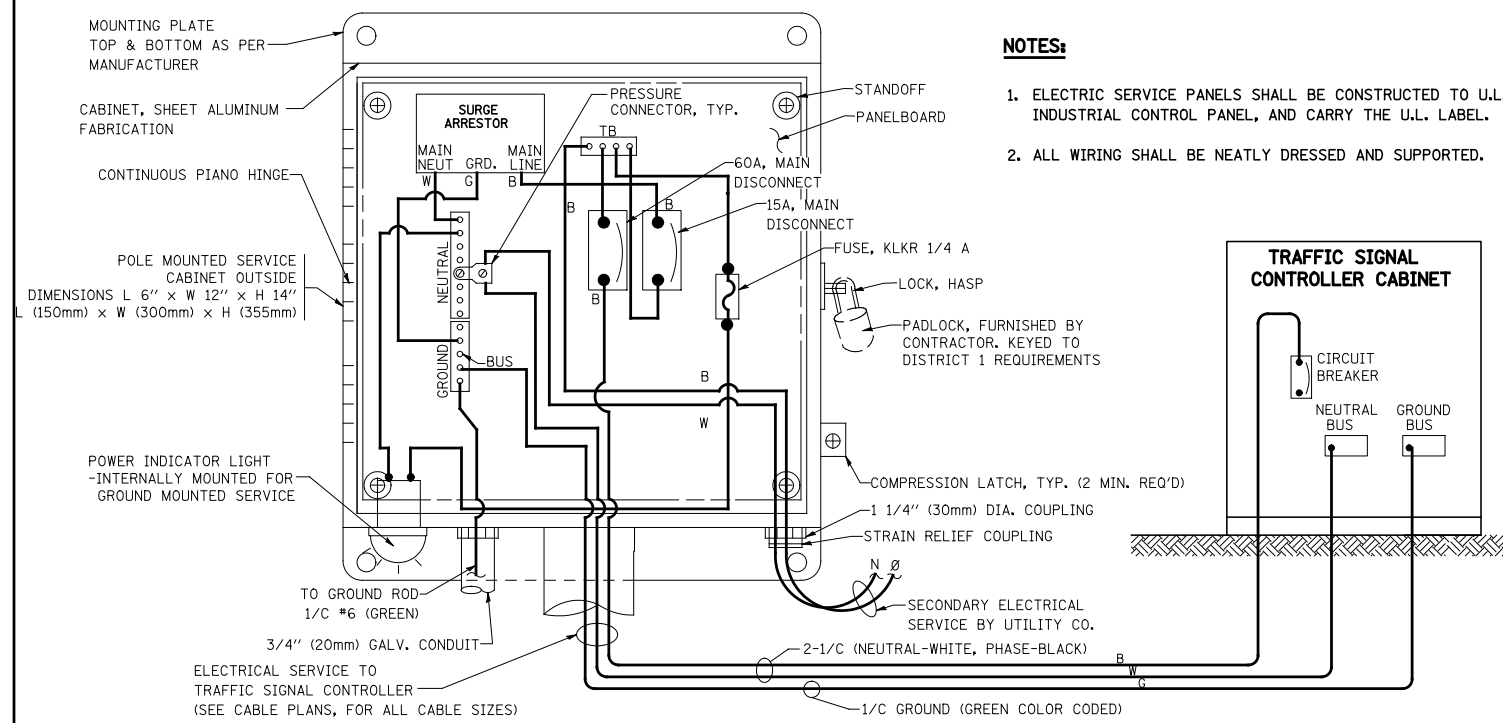 MOUNTING PLATE
TOP & BOTTOM AS PER
MANUFACTURER
CABINET, SHEET ALUMINUM
FABRICATION
CONTINUOUS PIANO HINGE
POLE MOUNTED SERVICE
CABINET OUTSIDE
DIMENSIONS L 6" x W 12" x H 14"
L (150mm) x W (300mm) x H (355mm)
POWER INDICATOR LIGHT
-INTERNALLY MOUNTED FOR
GROUND MOUNTED SERVICE
SURGE
ARRESTOR
MAIN
NEUT
GRD.
MAIN
LINE
W
G
B
PRESSURE
CONNECTOR, TYP.
TB
STANDOFF
PANELBOARD
60A, MAIN
DISCONNECT
15A, MAIN
DISCONNECT
B
B
B
NEUTRAL
GROUND
BUS
FUSE, KLKR 1/4 A
LOCK, HASP
PADLOCK, FURNISHED BY
CONTRACTOR. KEYED TO
DISTRICT 1 REQUIREMENTS
B
W
COMPRESSION LATCH, TYP. (2 MIN. REQ'D)
1 1/4" (30mm) DIA. COUPLING
STRAIN RELIEF COUPLING
N Ø
SECONDARY ELECTRICAL
SERVICE BY UTILITY CO.
TO GROUND ROD
1/C #6 (GREEN)
3/4" (20mm) GALV. CONDUIT
ELECTRICAL SERVICE TO
TRAFFIC SIGNAL CONTROLLER
(SEE CABLE PLANS, FOR ALL CABLE SIZES)
2-1/C (NEUTRAL-WHITE, PHASE-BLACK)
B
W
G
1/C GROUND (GREEN COLOR CODED)
NOTES:
1. ELECTRIC SERVICE PANELS SHALL BE CONSTRUCTED TO U.L.
INDUSTRIAL CONTROL PANEL, AND CARRY THE U.L. LABEL.
2. ALL WIRING SHALL BE NEATLY DRESSED AND SUPPORTED.
TRAFFIC SIGNAL
CONTROLLER CABINET
CIRCUIT
BREAKER
NEUTRAL
BUS
GROUND
BUS